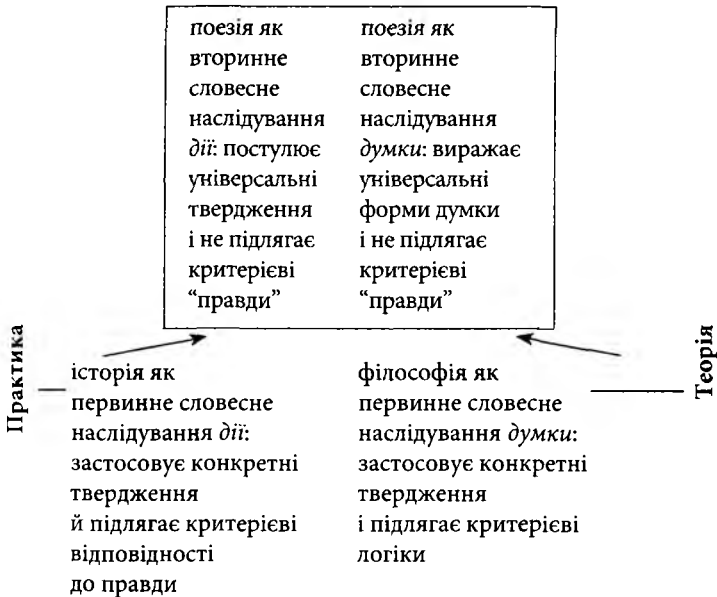 поезія як
вторинне
словесне
наслідування
дії: постулює
універсальні
твердження
і не підлягає
критерієві
“правди”
поезія як
вторинне
словесне
наслідування
думки: виражає
універсальні
форми думки
і не підлягає
критерієві
“правди”
Практика
історія як
первинне словесне
наслідування дії:
застосовує конкретні
твердження
й підлягає критерієві
відповідності
до правди
філософія як
первинне словесне
наслідування думки:
застосовує конкретні
твердження
і підлягає критерієві
логіки
Теорія